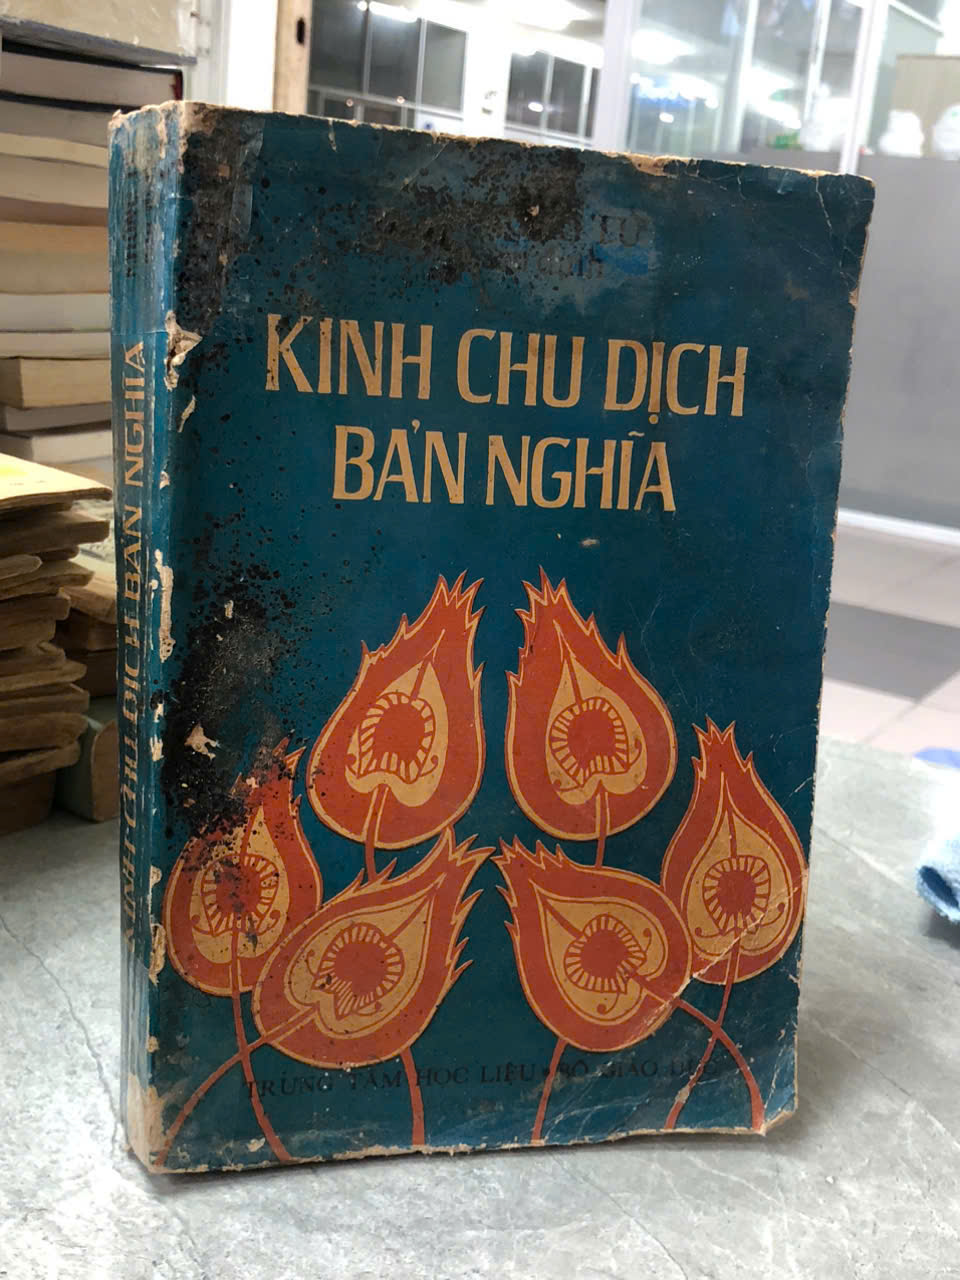 KINH CHU DỊCH
BẢN NGHĨA
TRUNG TÂM HỌC LIỆU • BỘ GIÁO DỤC
KINH CHU DỊCH BẢN NGHĨA